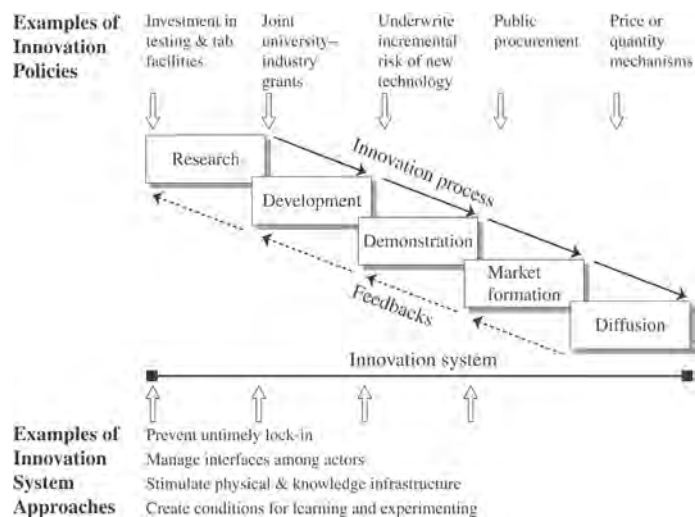 Examples of
Innovation
Policies
Investment in
testing & tab
facilities
Joint
university–
industry
grants
Underwrite
incremental
risk of new
technology
Public
procurement
Price or
quantity
mechanisms
Research
Innovation process
Development
Demonstration
Market
formation
Feedbacks
Diffusion
Innovation system
Examples of
Innovation
System
Approaches
Prevent untimely lock-in
Manage interfaces among actors
Stimulate physical & knowledge infrastructure
Create conditions for learning and experimenting